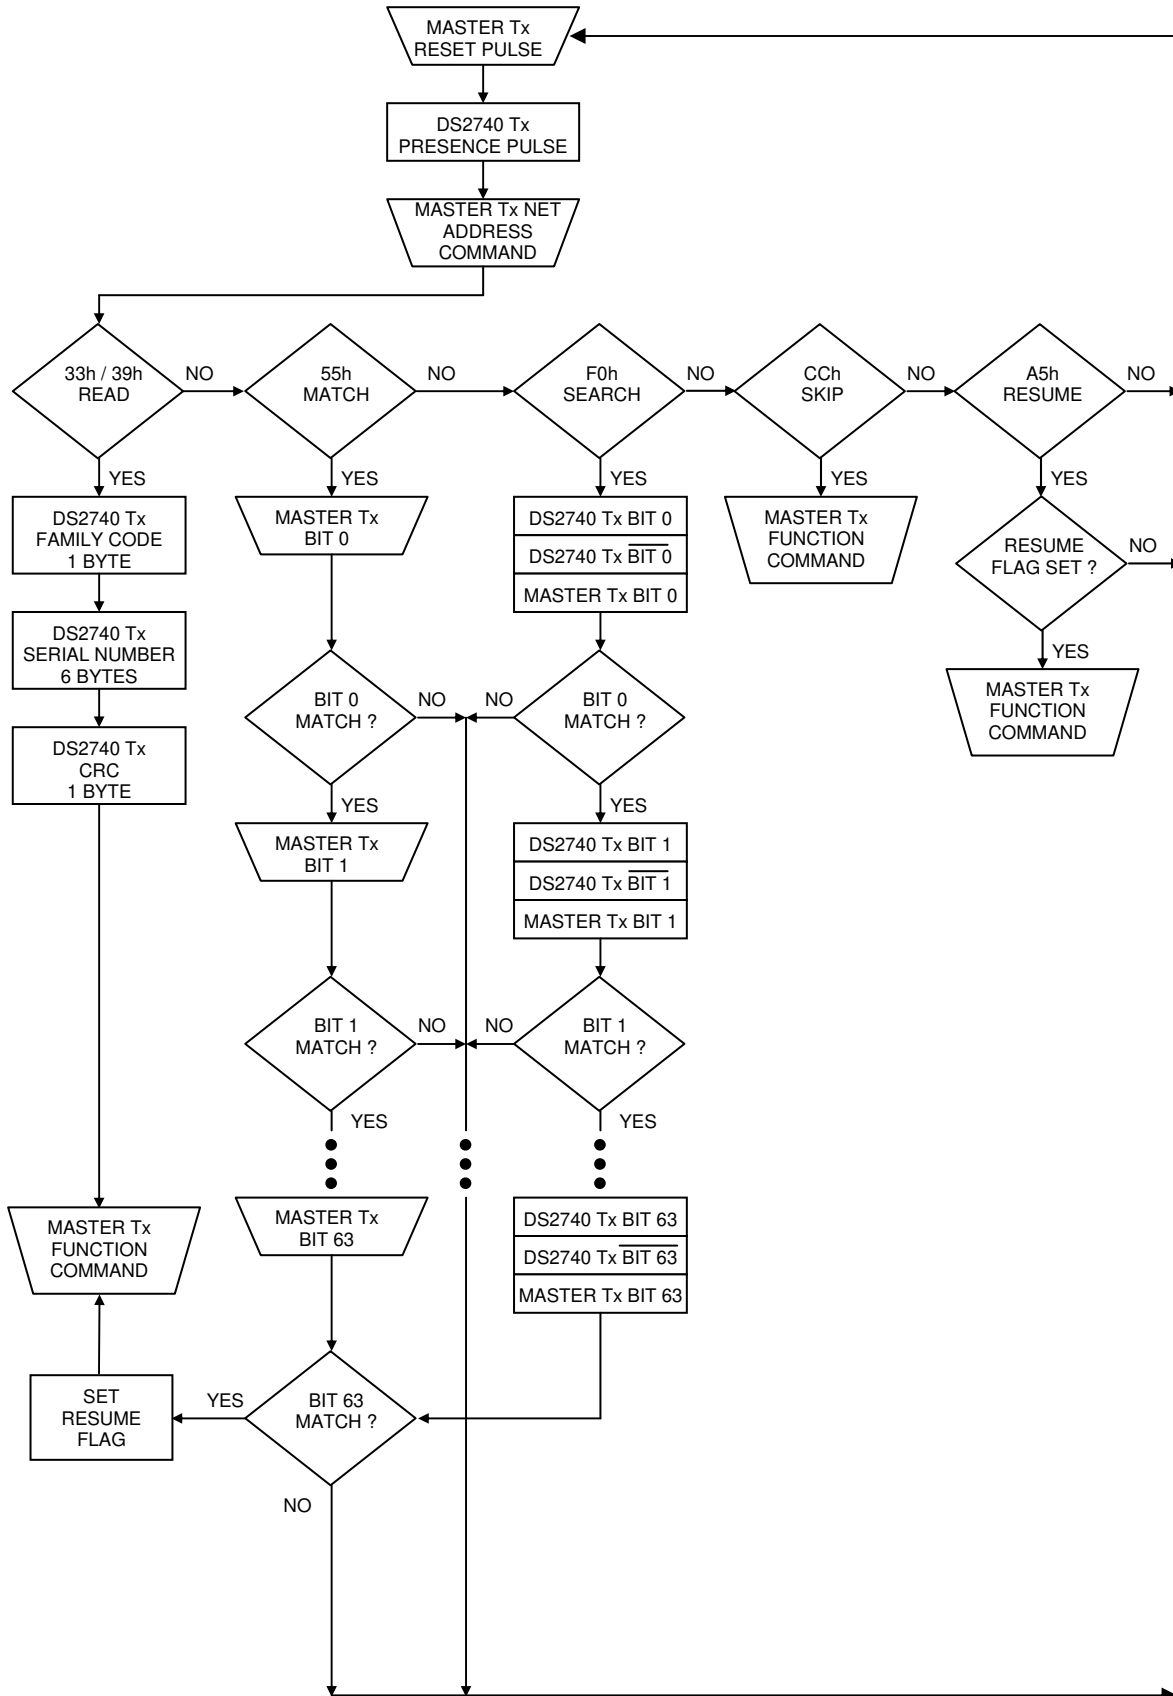 MASTER Tx
RESET PULSE
DS2740 Tx
PRESENCE PULSE
MASTER Tx NET
ADDRESS
COMMAND
33h / 39h
READ
NO
55h
MATCH
NO
F0h
SEARCH
NO
CCh
SKIP
NO
A5h
RESUME
NO
YES
YES
YES
YES
YES
DS2740 Tx
FAMILY CODE
1 BYTE
MASTER Tx
BIT 0
DS2740 Tx BIT 0
DS2740 Tx B̅I̅T̅ ̅0̅
MASTER Tx BIT 0
MASTER Tx
FUNCTION
COMMAND
RESUME
FLAG SET ?
NO
YES
DS2740 Tx
SERIAL NUMBER
6 BYTES
BIT 0
MATCH ?
NO
NO
BIT 0
MATCH ?
MASTER Tx
FUNCTION
COMMAND
DS2740 Tx
CRC
1 BYTE
YES
YES
MASTER Tx
BIT 1
DS2740 Tx BIT 1
DS2740 Tx B̅I̅T̅ ̅1̅
MASTER Tx BIT 1
BIT 1
MATCH ?
NO
NO
BIT 1
MATCH ?
YES
YES
MASTER Tx
FUNCTION
COMMAND
MASTER Tx
BIT 63
DS2740 Tx BIT 63
DS2740 Tx B̅I̅T̅ ̅6̅3̅
MASTER Tx BIT 63
SET
RESUME
FLAG
YES
BIT 63
MATCH ?
NO